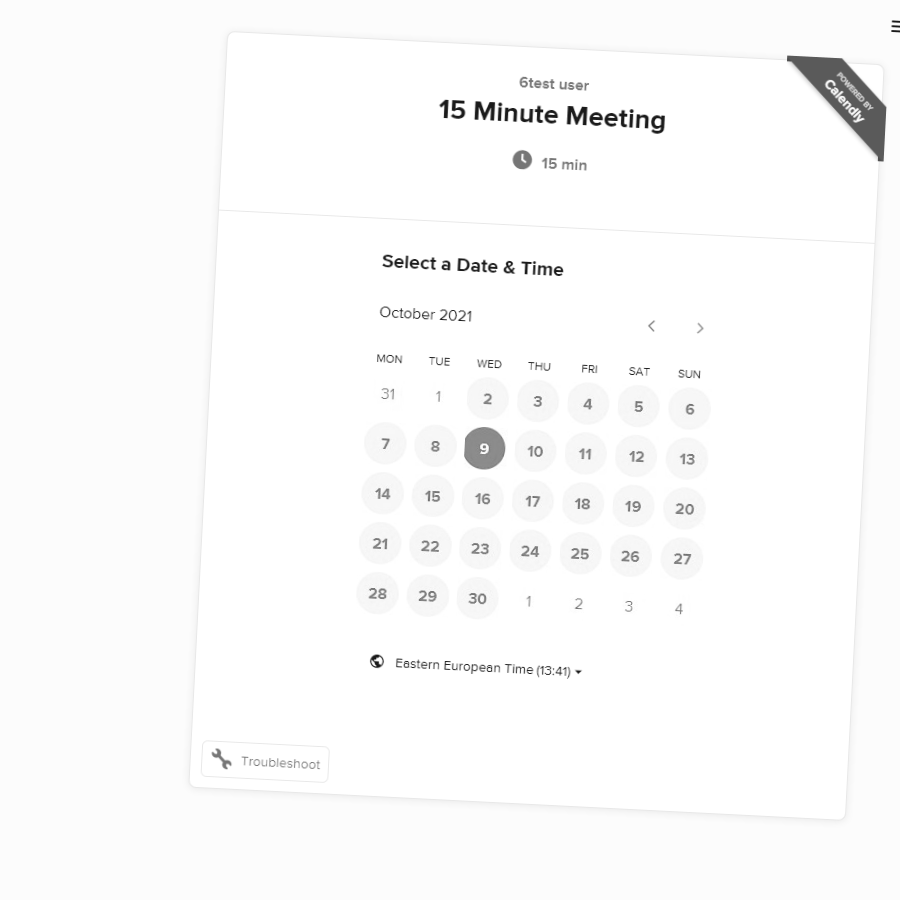 POWERED BY
Calendly
6test user
15 Minute Meeting
15 min
Select a Date & Time
October 2021
MON TUE WED THU FRI SAT SUN
31 1 2 3 4 5 6
7 8 9 10 11 12 13
14 15 16 17 18 19 20
21 22 23 24 25 26 27
28 29 30 1 2 3 4
Eastern European Time (13:41)
Troubleshoot